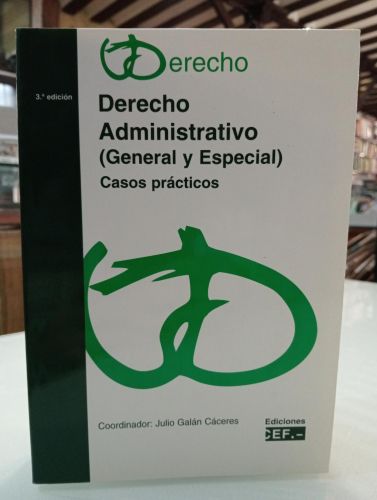 Derecho
3.ª edición
Derecho
Administrativo
(General y Especial)
Casos prácticos
Coordinador: Julio Galán Cáceres
Ediciones
CEF.-